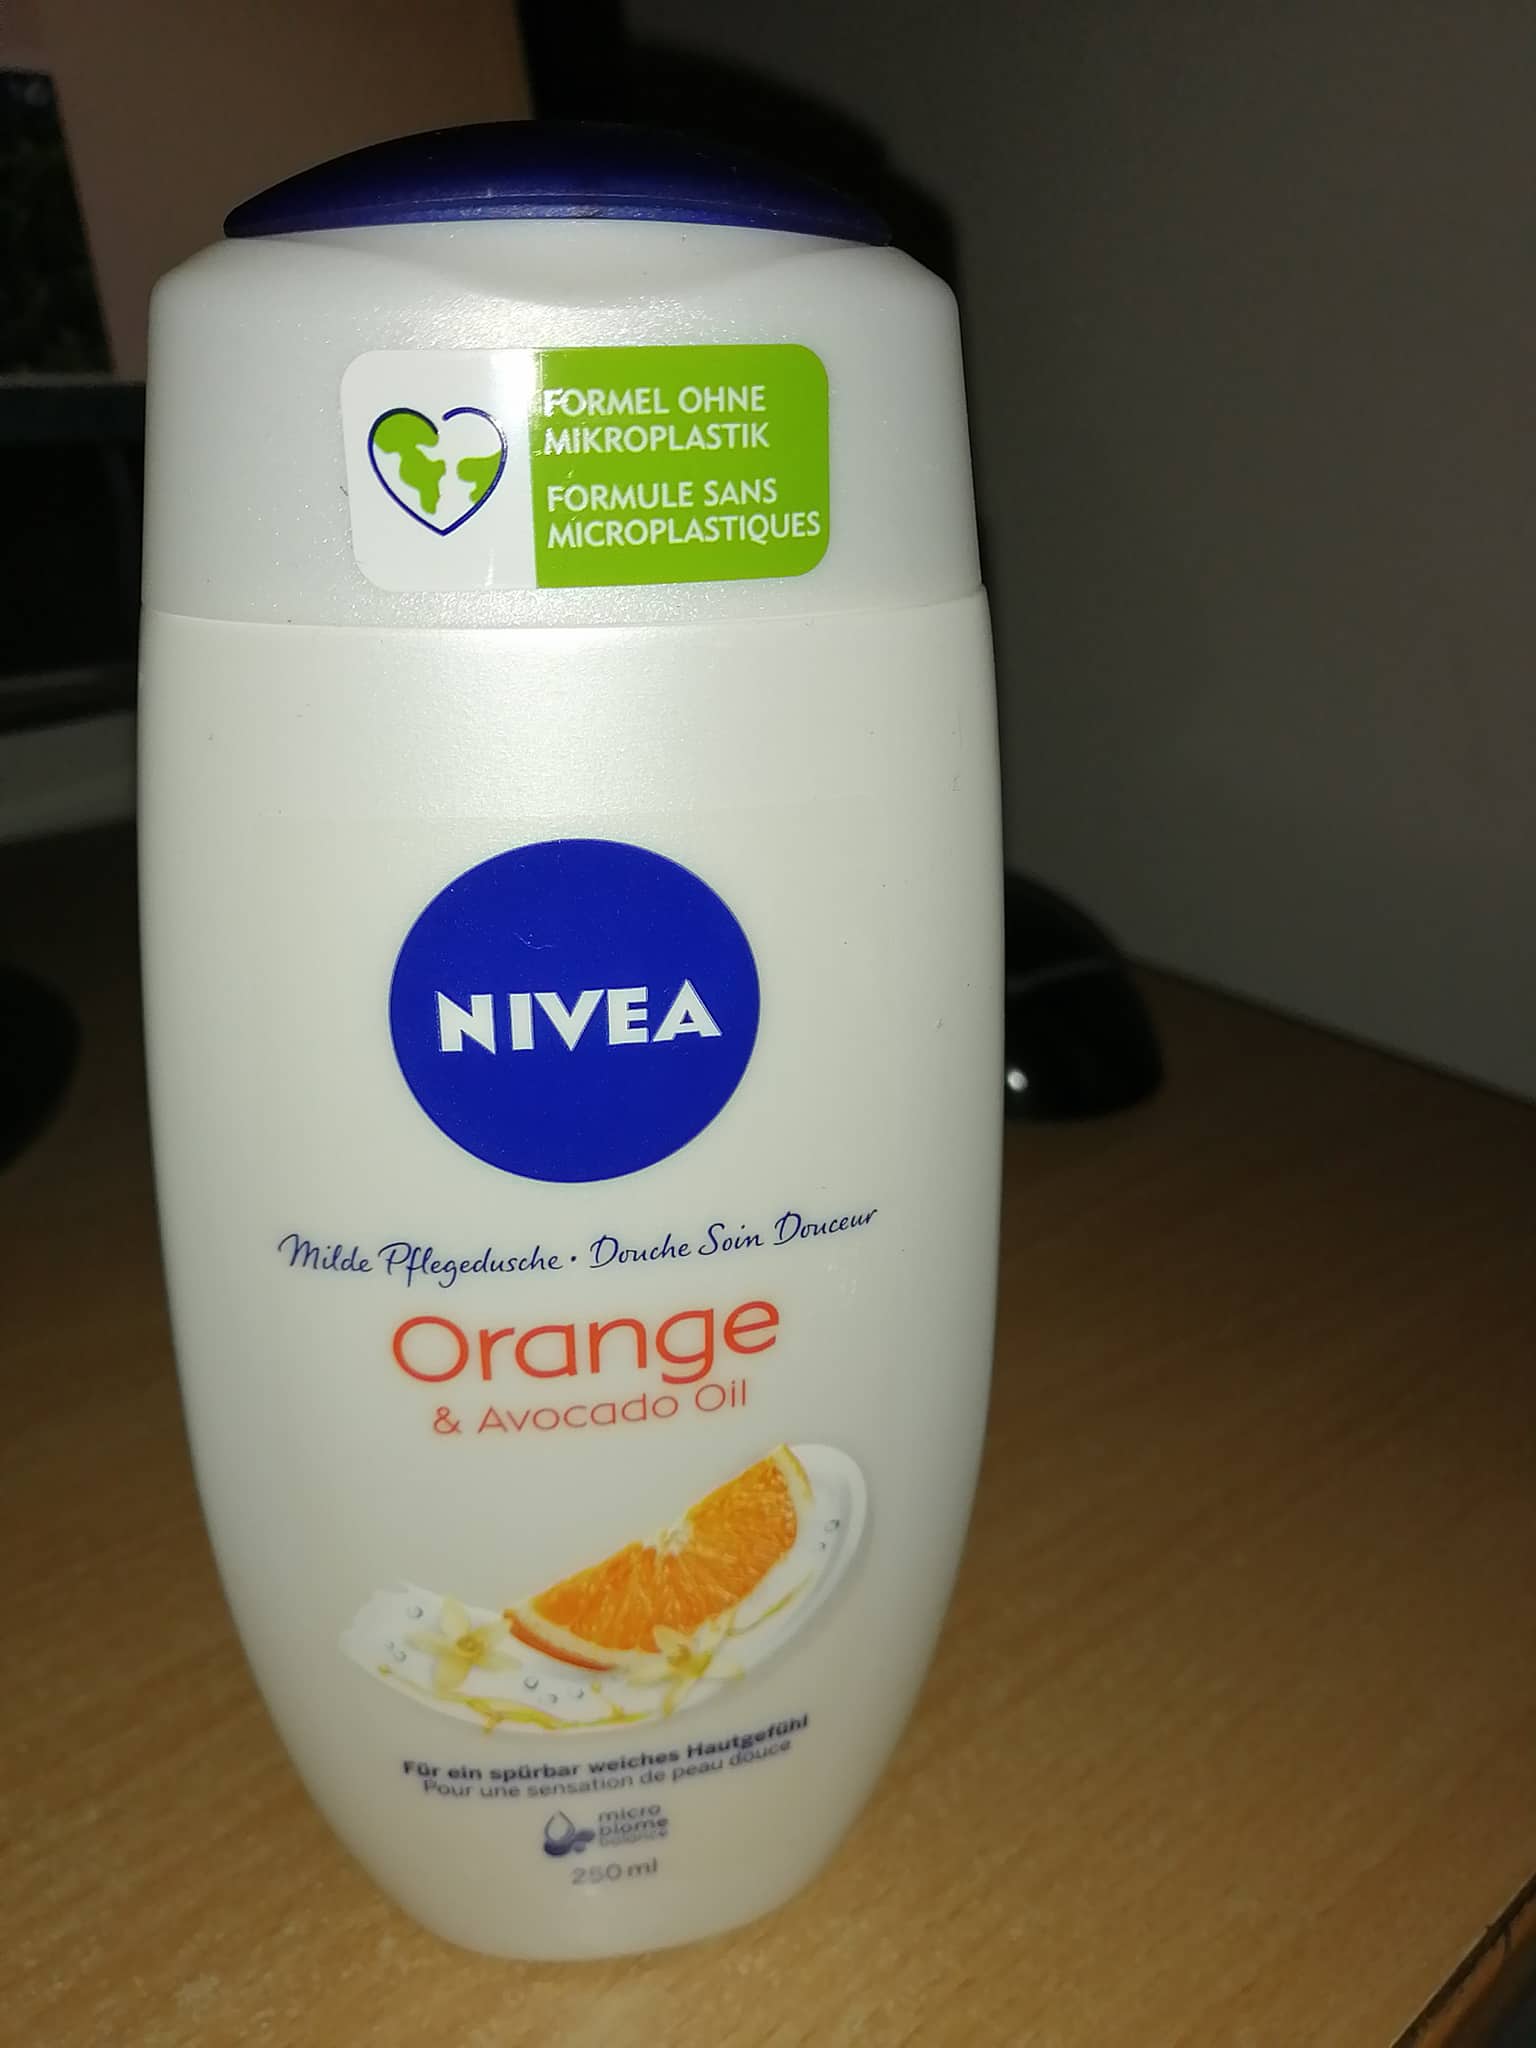 FORMEL OHNE
MIKROPLASTIK
FORMULE SANS
MICROPLASTIQUES
NIVEA
Milde Pflegedusche · Douche Soin Douceur
Orange
& Avocado Oil
Für ein spürbar weiches Hautgefühl
Pour une sensation de peau douce
micro
biome
balance
250 ml